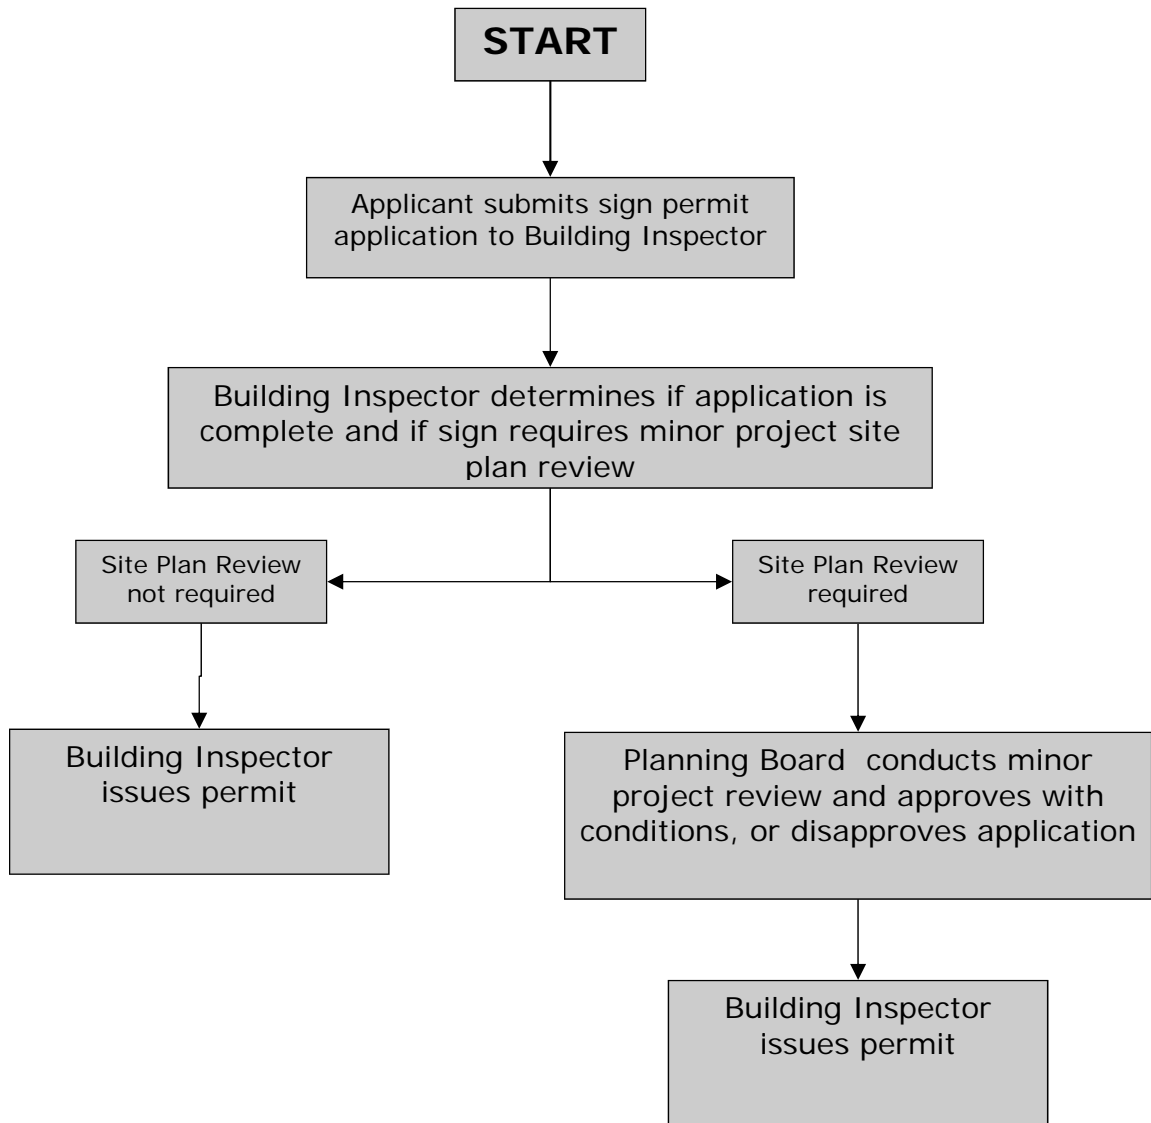 START
Applicant submits sign permit
application to Building Inspector
Building Inspector determines if application is
complete and if sign requires minor project site
plan review
Site Plan Review
not required
Site Plan Review
required
Building Inspector
issues permit
Planning Board conducts minor
project review and approves with
conditions, or disapproves application
Building Inspector
issues permit